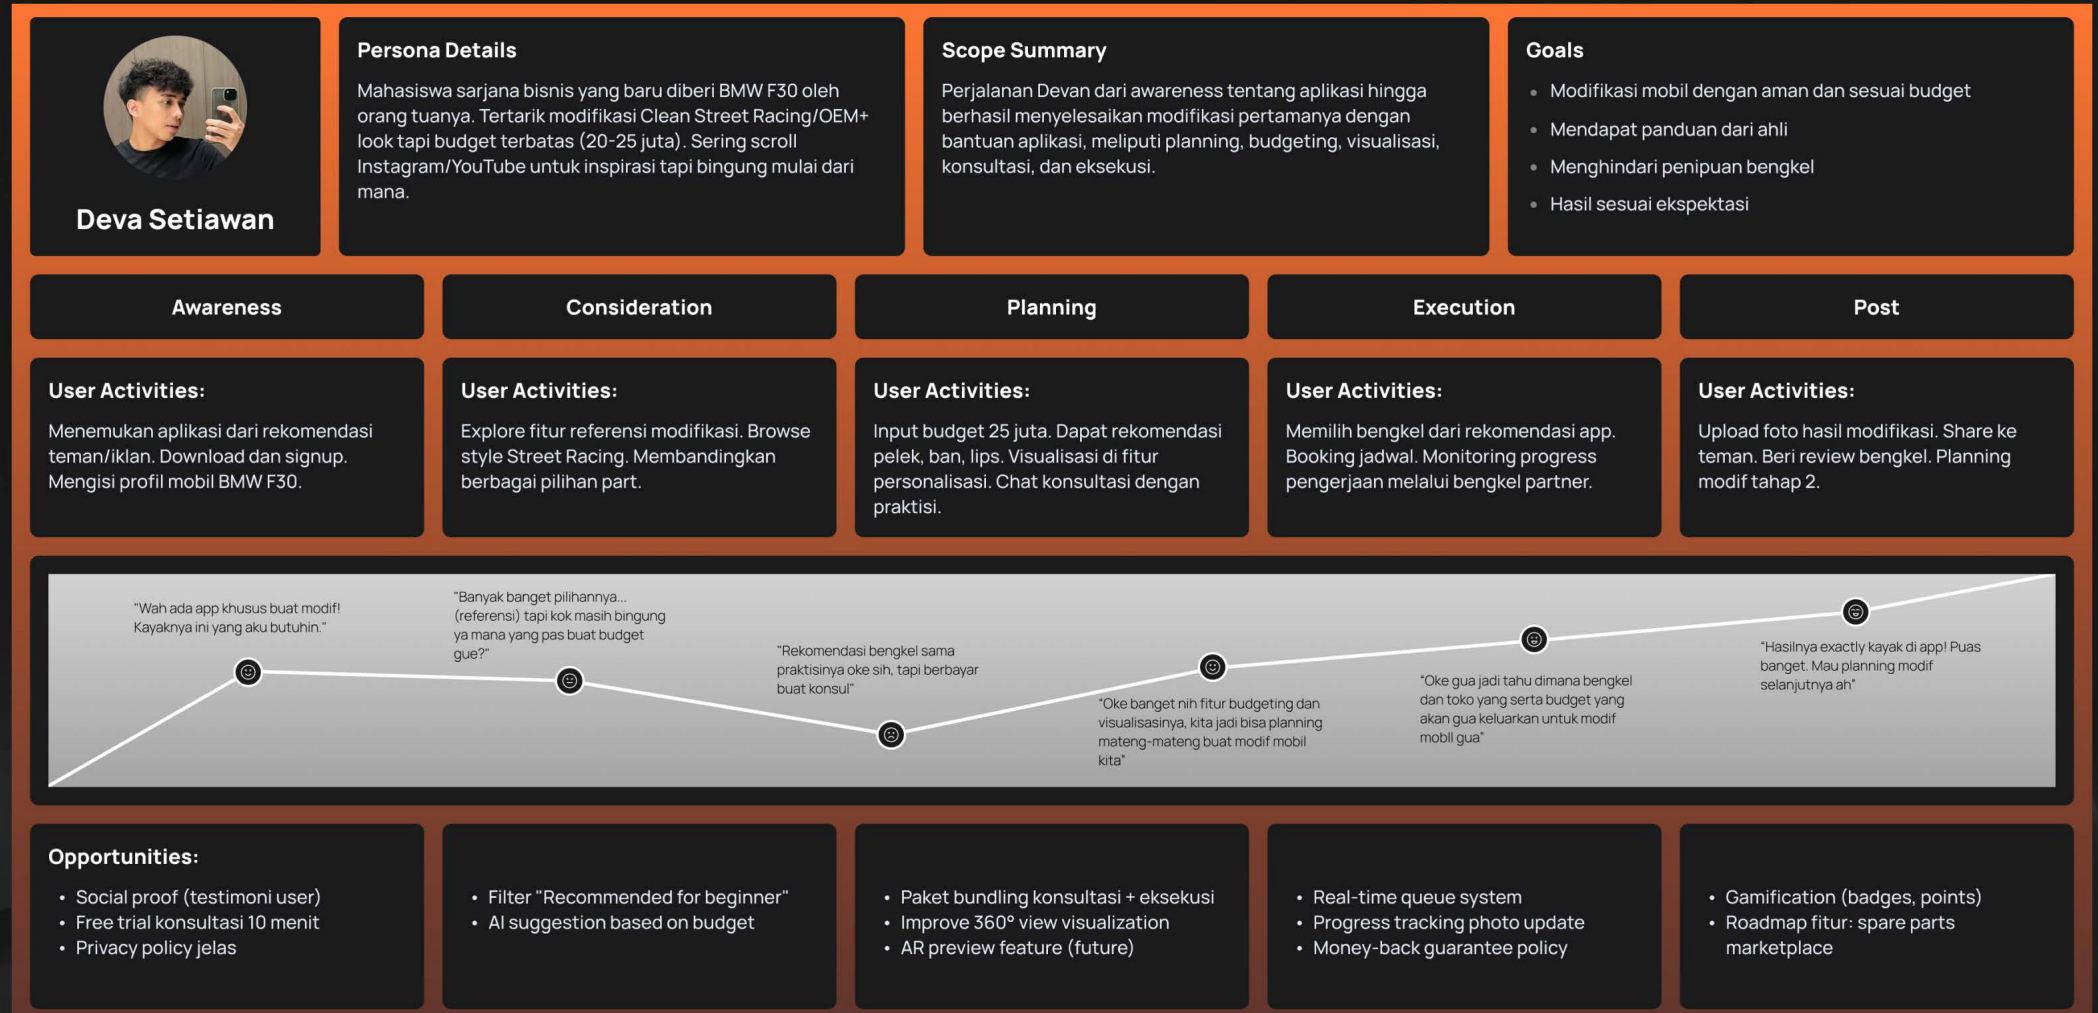 Deva Setiawan
Persona Details
Mahasiswa sarjana bisnis yang baru diberi BMW F30 oleh
orang tuanya. Tertarik modifikasi Clean Street Racing/OEM+
look tapi budget terbatas (20-25 juta). Sering scroll
Instagram/YouTube untuk inspirasi tapi bingung mulai dari
mana.
Scope Summary
Perjalanan Devan dari awareness tentang aplikasi hingga
berhasil menyelesaikan modifikasi pertamanya dengan
bantuan aplikasi, meliputi planning, budgeting, visualisasi,
konsultasi, dan eksekusi.
Goals
• Modifikasi mobil dengan aman dan sesuai budget
• Mendapat panduan dari ahli
• Menghindari penipuan bengkel
• Hasil sesuai ekspektasi
Awareness
Consideration
Planning
Execution
Post
User Activities:
Menemukan aplikasi dari rekomendasi
teman/iklan. Download dan signup.
Mengisi profil mobil BMW F30.
User Activities:
Explore fitur referensi modifikasi. Browse
style Street Racing. Membandingkan
berbagai pilihan part.
User Activities:
Input budget 25 juta. Dapat rekomendasi
pelek, ban, lips. Visualisasi di fitur
personalisasi. Chat konsultasi dengan
praktisi.
User Activities:
Memilih bengkel dari rekomendasi app.
Booking jadwal. Monitoring progress
pengerjaan melalui bengkel partner.
User Activities:
Upload foto hasil modifikasi. Share ke
teman. Beri review bengkel. Planning
modif tahap 2.
"Wah ada app khusus buat modif!
Kayaknya ini yang aku butuhin."
"Banyak banget pilihannya...
(referensi) tapi kok masih bingung
ya mana yang pas buat budget
gue?"
"Rekomendasi bengkel sama
praktisinya oke sih, tapi berbayar
buat konsul"
"Oke banget nih fitur budgeting dan
visualisasinya, kita jadi bisa planning
mateng-mateng buat modif mobil
kita"
"Oke gua jadi tahu dimana bengkel
dan toko yang serta budget yang
akan gua keluarkan untuk modif
mobll gua"
"Hasilnya exactly kayak di app! Puas
banget. Mau planning modif
selanjutnya ah"
Opportunities:
• Social proof (testimoni user)
• Free trial konsultasi 10 menit
• Privacy policy jelas
• Filter "Recommended for beginner"
• AI suggestion based on budget
• Paket bundling konsultasi + eksekusi
• Improve 360° view visualization
• AR preview feature (future)
• Real-time queue system
• Progress tracking photo update
• Money-back guarantee policy
• Gamification (badges, points)
• Roadmap fitur: spare parts
marketplace